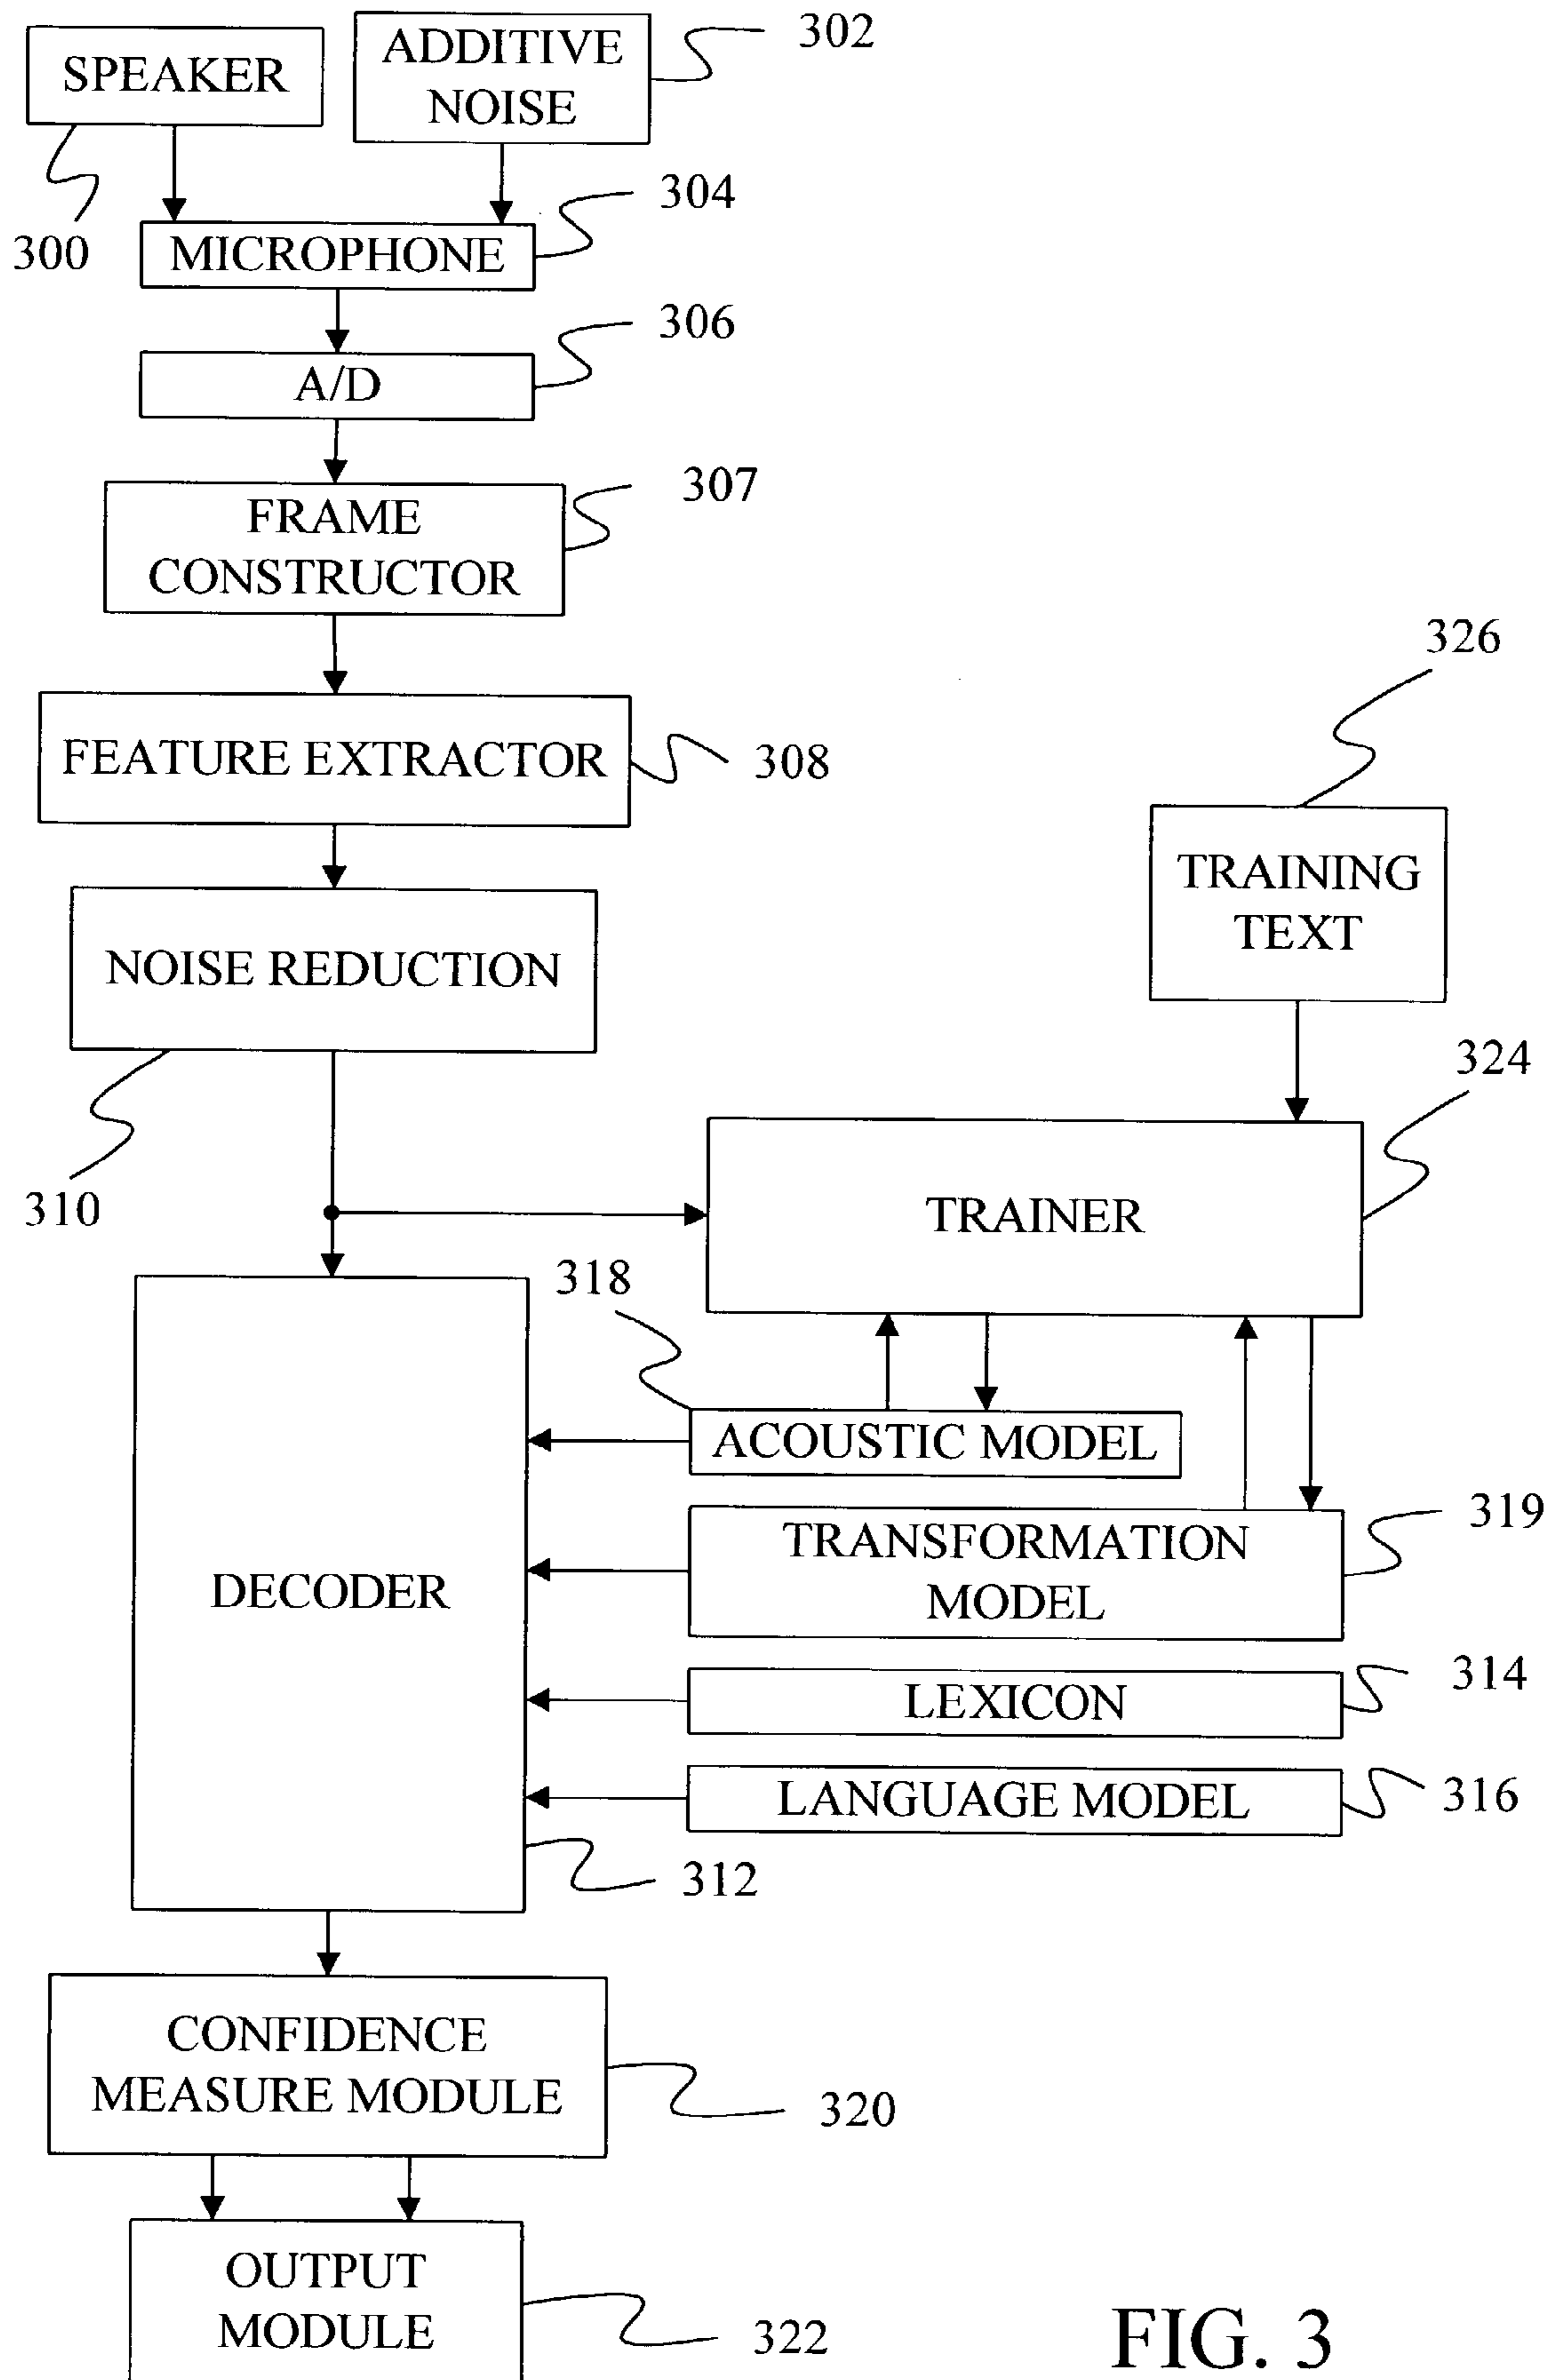 SPEAKER
ADDITIVE
NOISE
302
300
MICROPHONE
304
A/D
306
FRAME
CONSTRUCTOR
307
FEATURE EXTRACTOR
308
326
TRAINING
TEXT
NOISE REDUCTION
310
324
TRAINER
318
ACOUSTIC MODEL
TRANSFORMATION
MODEL
319
DECODER
LEXICON
314
LANGUAGE MODEL
316
312
CONFIDENCE
MEASURE MODULE
320
OUTPUT
MODULE
322
FIG. 3